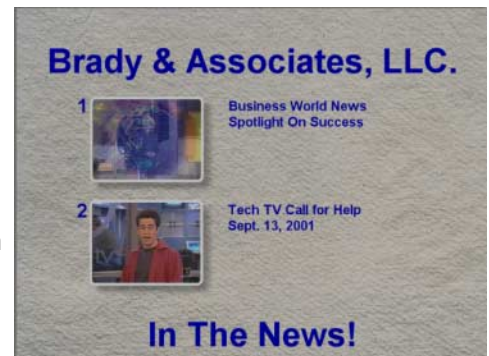 Brady & Associates, LLC.
1
Business World News
Spotlight On Success
2
Tech TV Call for Help
Sept. 13, 2001
In The News!